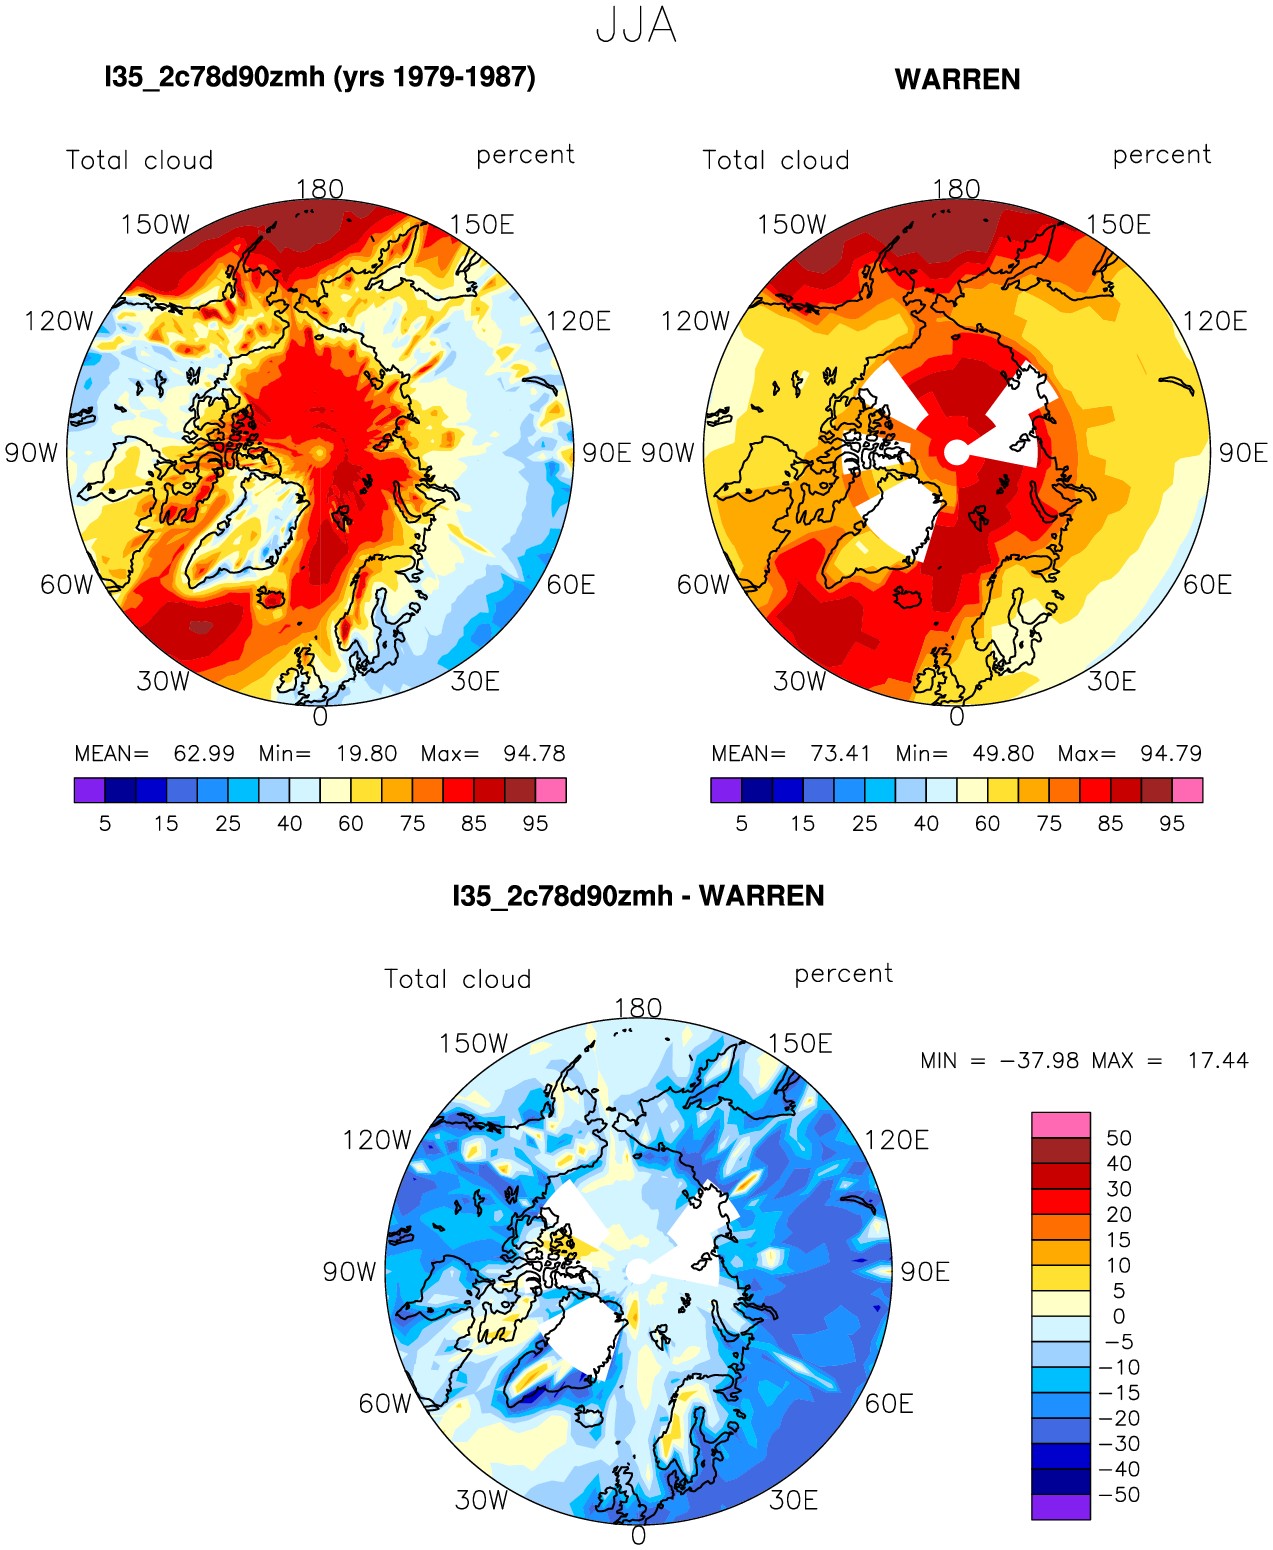 JJA
I35_2c78d90zmh (yrs 1979-1987)
WARREN
Total cloud percent
180
150W 150E
120W 120E
90W 90E
60W 60E
30W 30E
0
MEAN= 62.99 Min= 19.80 Max= 94.78
5 15 25 40 60 75 85 95
Total cloud percent
180
150W 150E
120W 120E
90W 90E
60W 60E
30W 30E
0
MEAN= 73.41 Min= 49.80 Max= 94.79
5 15 25 40 60 75 85 95
I35_2c78d90zmh - WARREN
Total cloud percent
180
150W 150E
120W 120E
90W 90E
60W 60E
30W 30E
0
MIN = -37.98 MAX = 17.44
50
40
30
20
15
10
5
0
-5
-10
-15
-20
-30
-40
-50